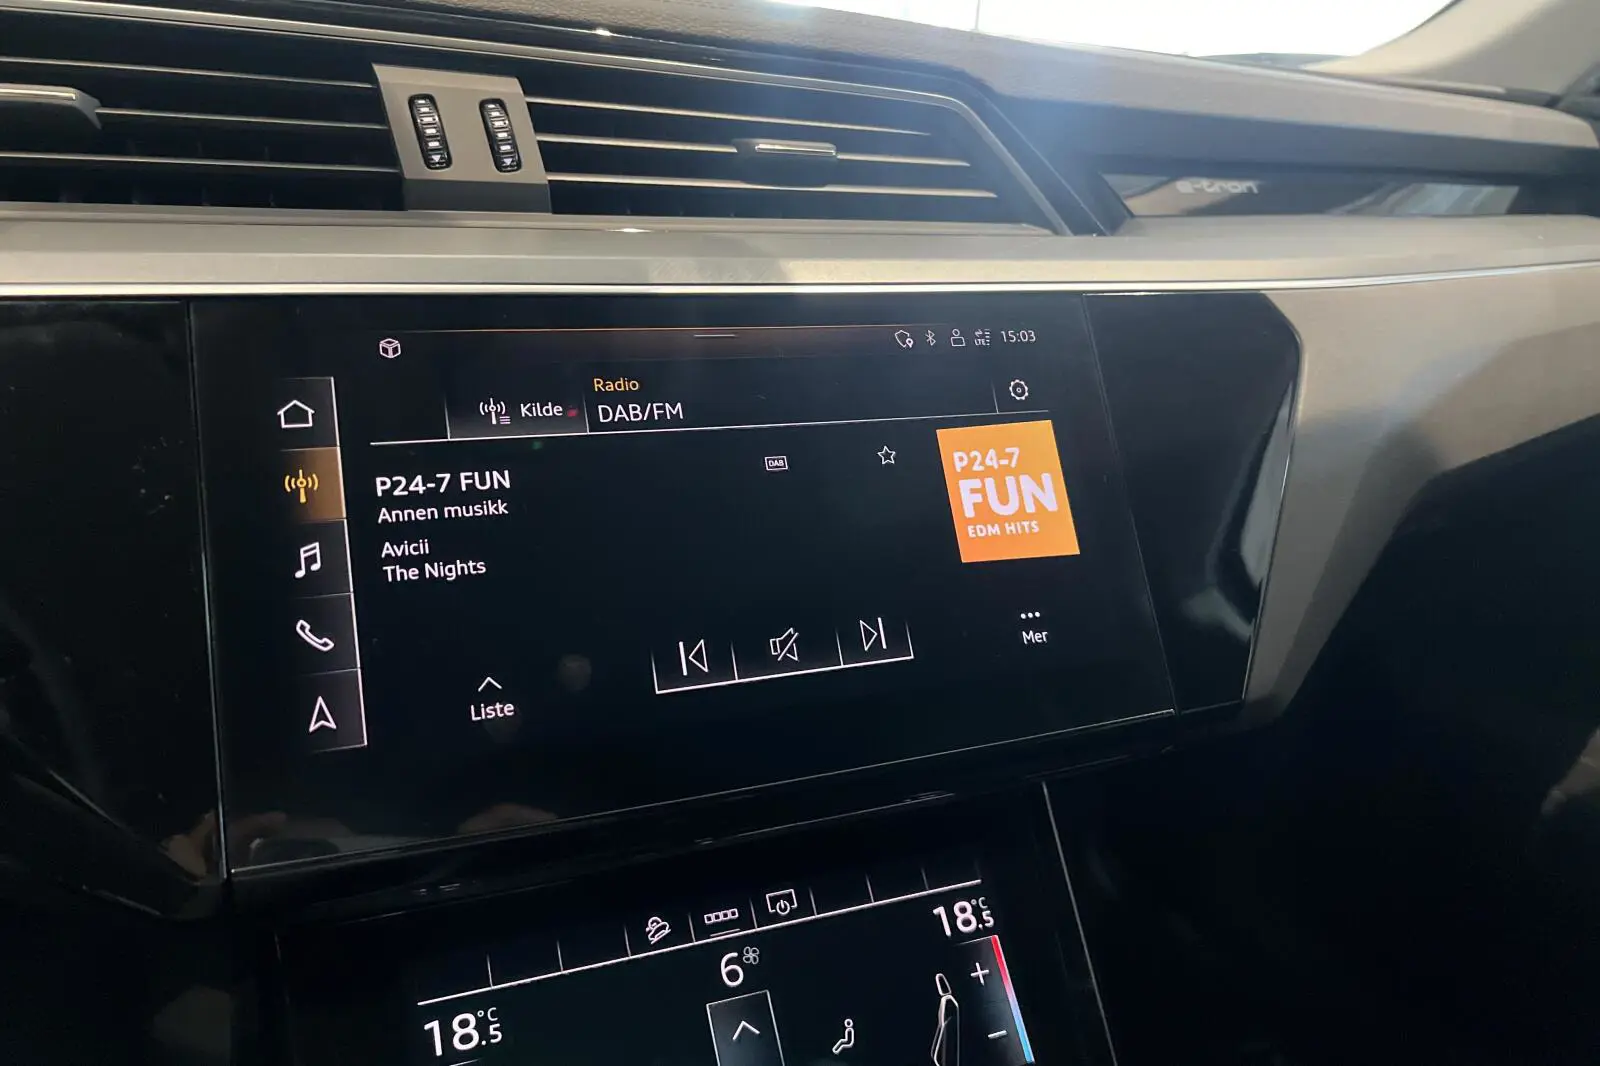 e-tron
LTE 15:03
Kilde
Radio
DAB/FM
P24-7 FUN
Annen musikk
DAB
Avicii
The Nights
P24-7
FUN
EDM HITS
Mer
Liste
18.5°C
6
18.5°C
+
−